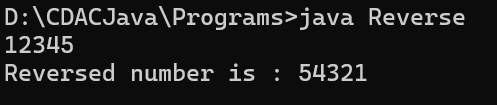 D:\CDACJava\Programs>java Reverse
12345
Reversed number is : 54321